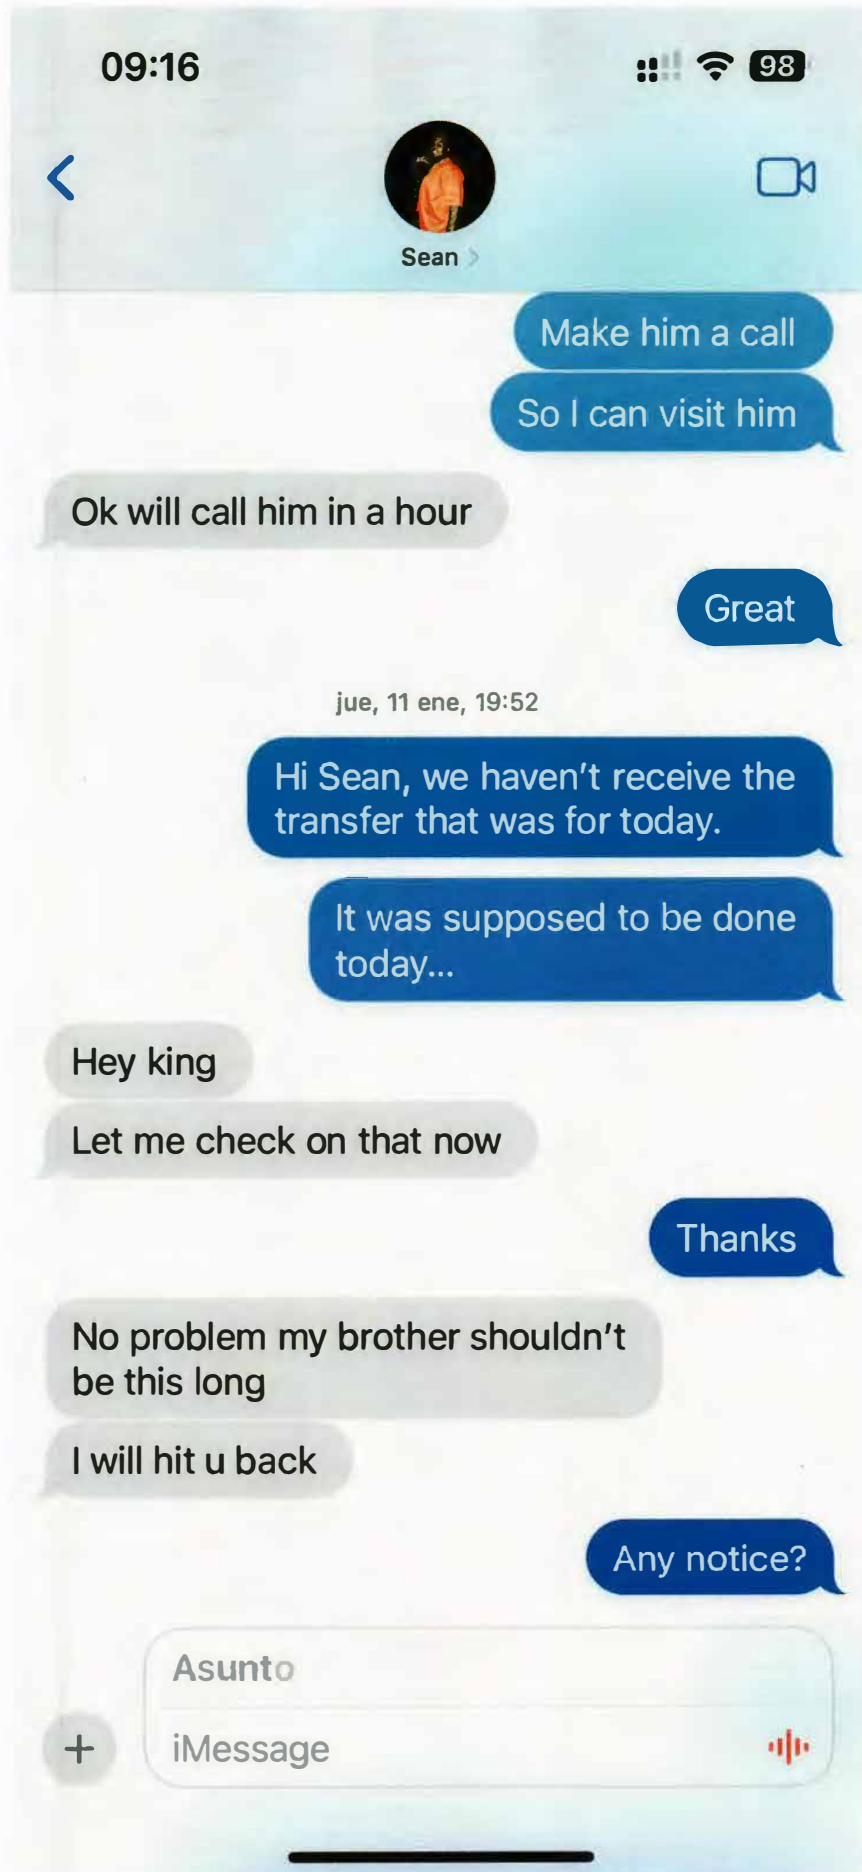 09:16
98
Sean
Make him a call
So I can visit him
Ok will call him in a hour
Great
jue, 11 ene, 19:52
Hi Sean, we haven't receive the
transfer that was for today.
It was supposed to be done
today...
Hey king
Let me check on that now
Thanks
No problem my brother shouldn't
be this long
I will hit u back
Any notice?
Asunto
iMessage